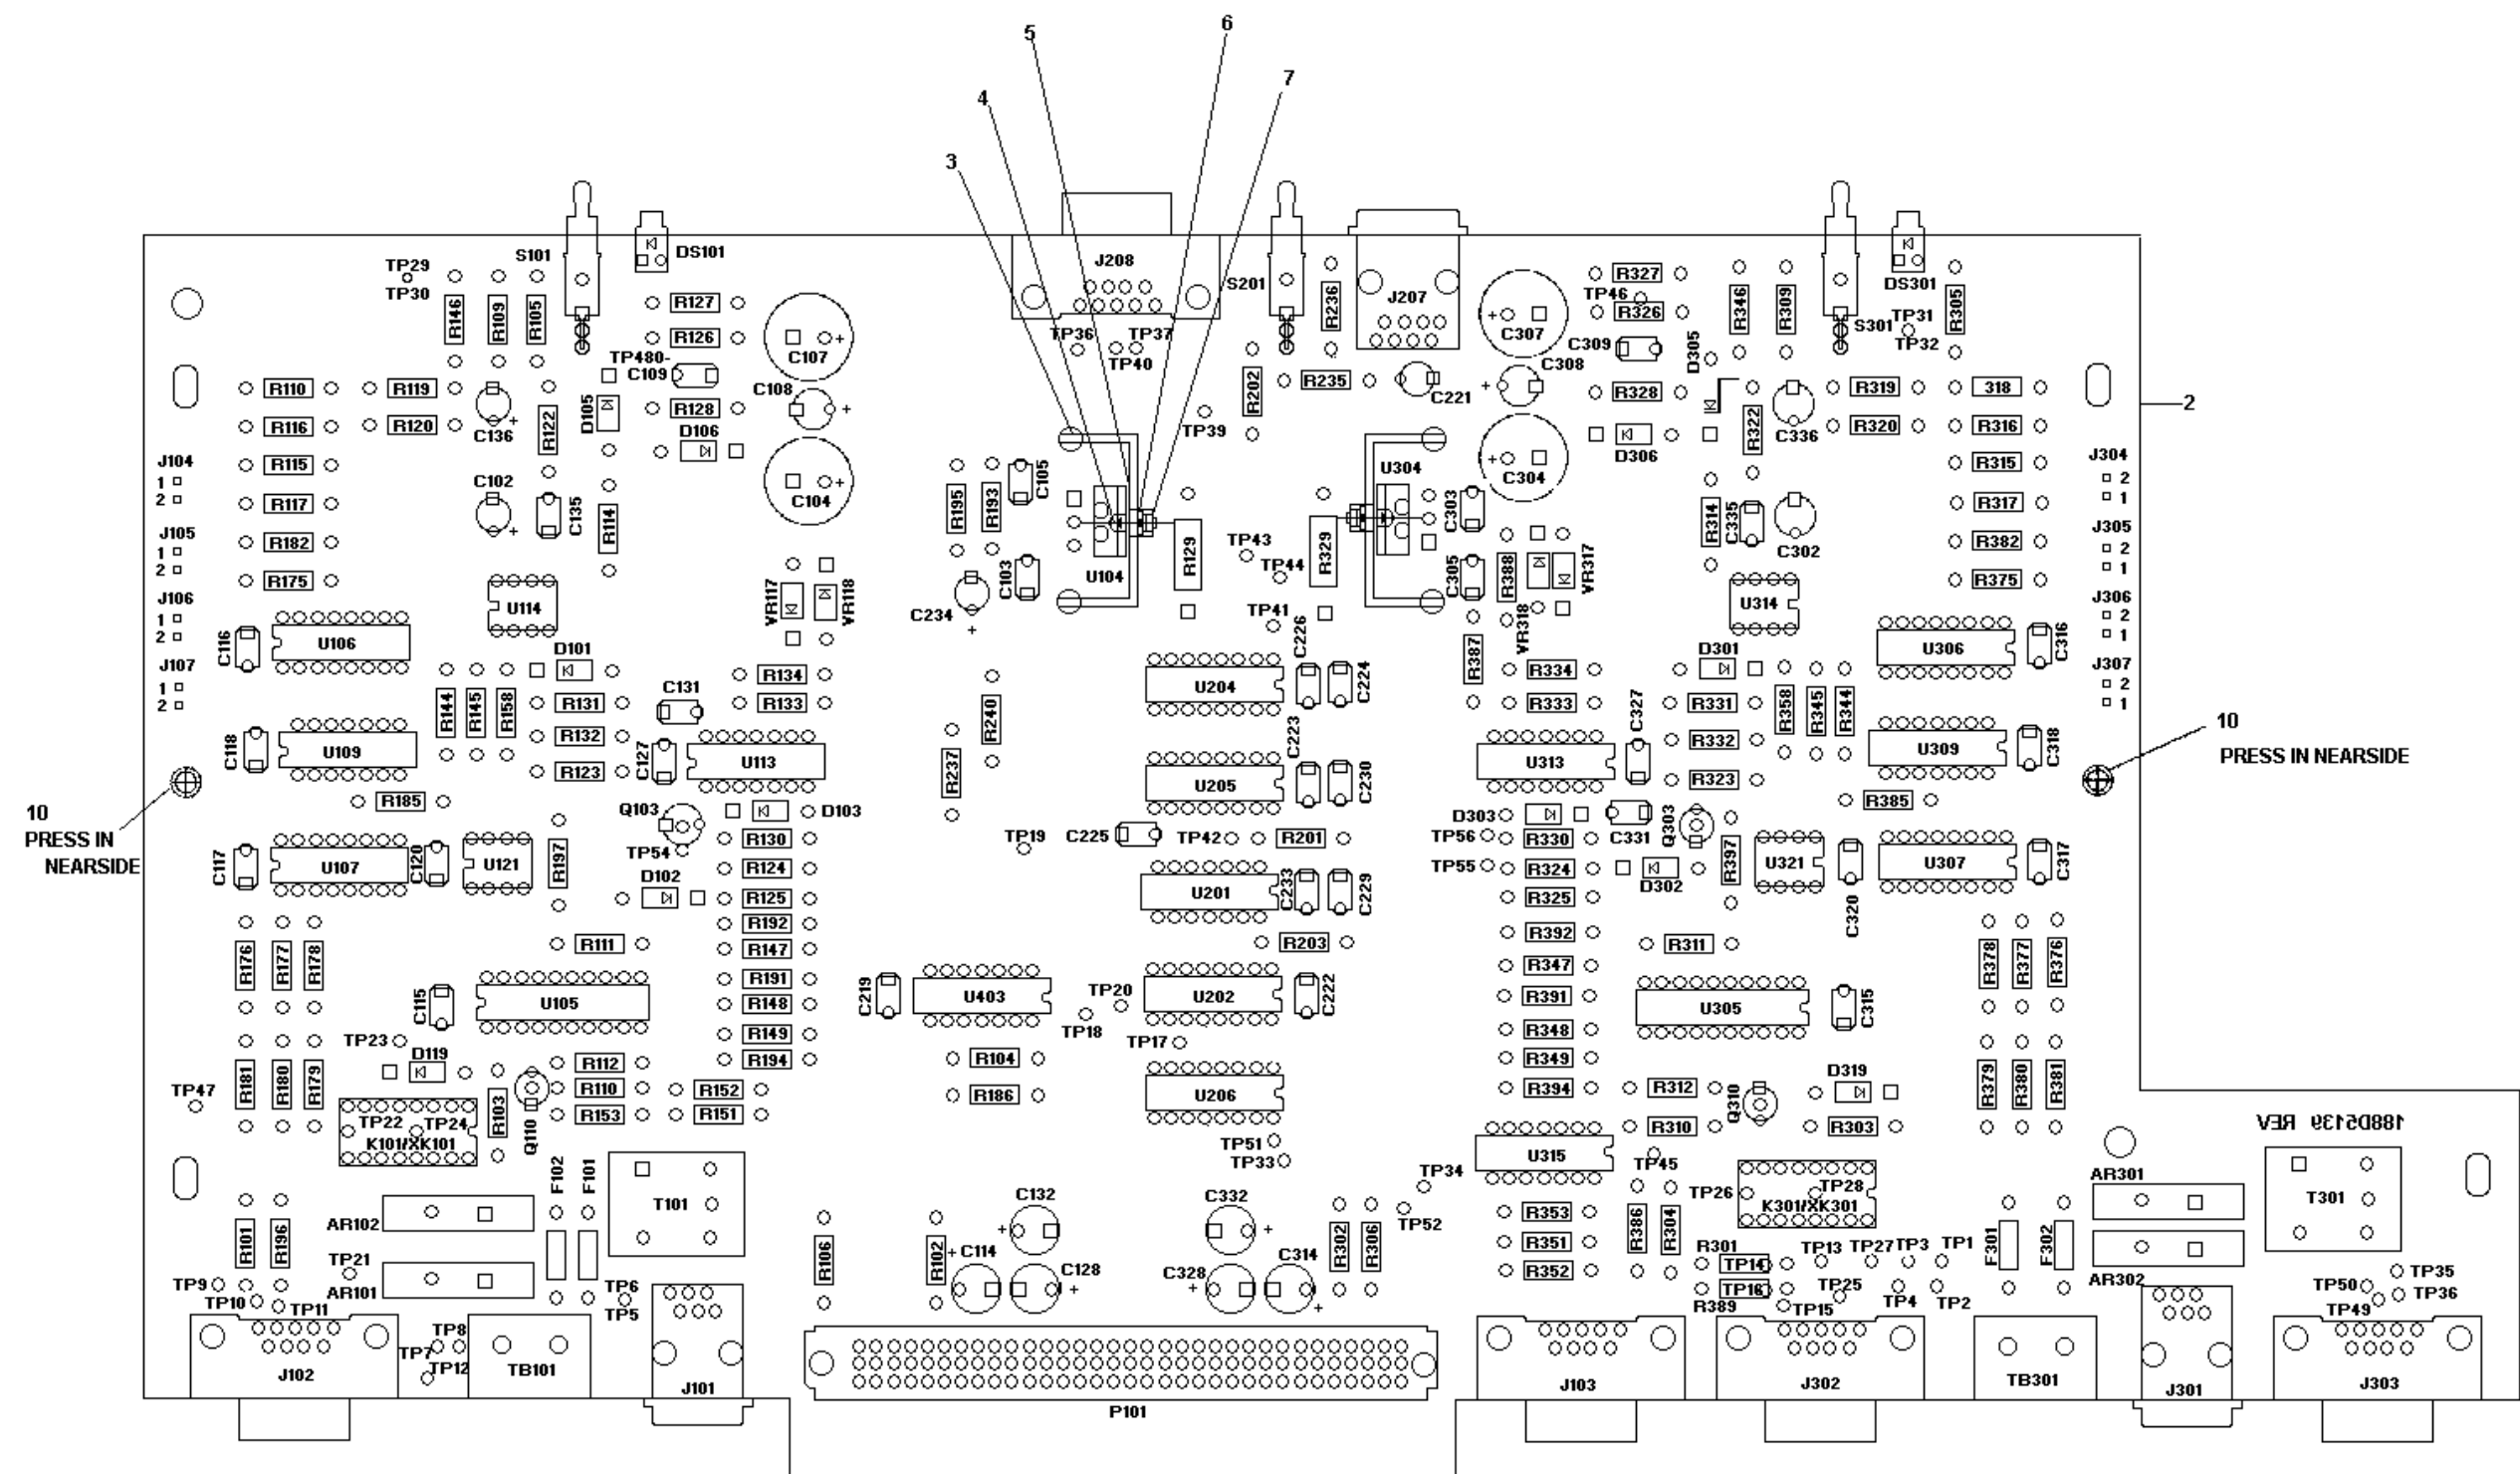 6
5
7
4
3
S101
DS101
TP29
TP30
R146
R109
R105
R127
R126
TP480-
C109
C107
C108
R128
D106
C104
R110
R119
R116
R120
C136
R122
D105
R115
J104
1
2
R117
C102
C135
R114
J105
1
2
R182
R175
J106
1
2
U114
VR117
VR118
C116
U106
J107
1
2
D101
R134
R144
R145
R158
R131
C131
R133
R132
C118
U109
R123
C127
U113
R185
10
PRESS IN
NEARSIDE
Q103
D103
TP54
R130
C117
U107
C120
U121
R197
R124
D102
R125
R192
R111
R147
R176
R177
R178
R191
C115
U105
R148
R149
TP23
R194
D119
R112
R110
R152
R153
R151
TP47
R181
R180
R179
R103
TP22
TP24
K101/XK101
Q110
F102
F101
T101
AR102
R101
R196
TP21
TP9
AR101
TP6
TP5
TP10
TP11
TP8
TP7
TP12
J102
TB101
J101
J208
S201
R236
J207
TP36
TP37
TP40
R202
R235
C221
TP39
R195
R193
C105
U104
R129
C103
C234
TP43
TP44
R329
U304
TP41
C226
U204
C224
R240
R237
C223
U205
C230
TP19
C225
TP42
R201
U201
C233
C229
R203
C219
U403
TP20
U202
C222
TP18
TP17
R104
R186
U206
TP51
TP33
TP34
TP52
C132
C332
R106
R102
C114
C128
C328
C314
R302
R306
P101
R327
TP46
R326
C307
C309
C308
R328
D305
D306
C304
R346
R309
S301
DS301
TP31
TP32
R305
R319
318
2
R322
C336
R320
R316
R315
J304
2
1
C303
R314
C335
C302
R317
J305
2
1
R382
C305
R388
VR317
R375
J306
2
1
U314
VR318
R387
U306
C316
D301
J307
2
1
R334
R333
C327
R331
R358
R345
R344
R332
U313
U309
C318
R323
10
PRESS IN NEARSIDE
R385
D303
TP56
R330
C331
Q303
TP55
R324
D302
R397
U321
C320
U307
C317
R325
R392
R311
R347
R378
R377
R376
R391
U305
C315
R348
R349
R394
R312
D319
Q310
R379
R380
R381
R310
R303
U315
TP45
188D5139 REV
TP26
TP28
K301/XK301
AR301
T301
R353
R386
R304
R351
R352
R301
TP14
TP13
TP27
TP3
TP1
F301
F302
AR302
TP16
TP25
R389
TP15
TP4
TP2
TP50
TP35
TP36
TP49
J103
J302
TB301
J301
J303